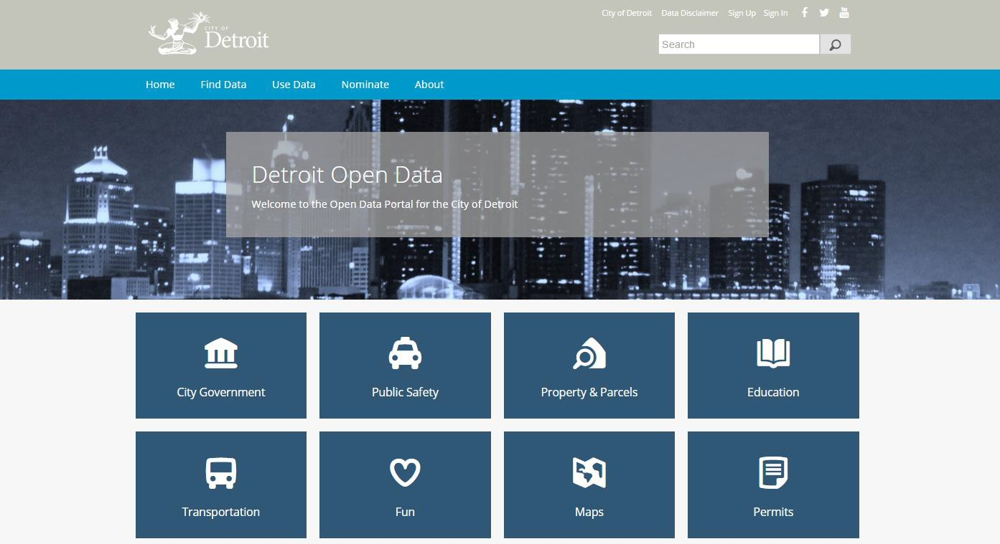 City of Detroit Data Disclaimer Sign Up Sign In
CITY OF
Detroit
Search
Home Find Data Use Data Nominate About
Detroit Open Data
Welcome to the Open Data Portal for the City of Detroit
City Government Public Safety Property & Parcels Education
Transportation Fun Maps Permits